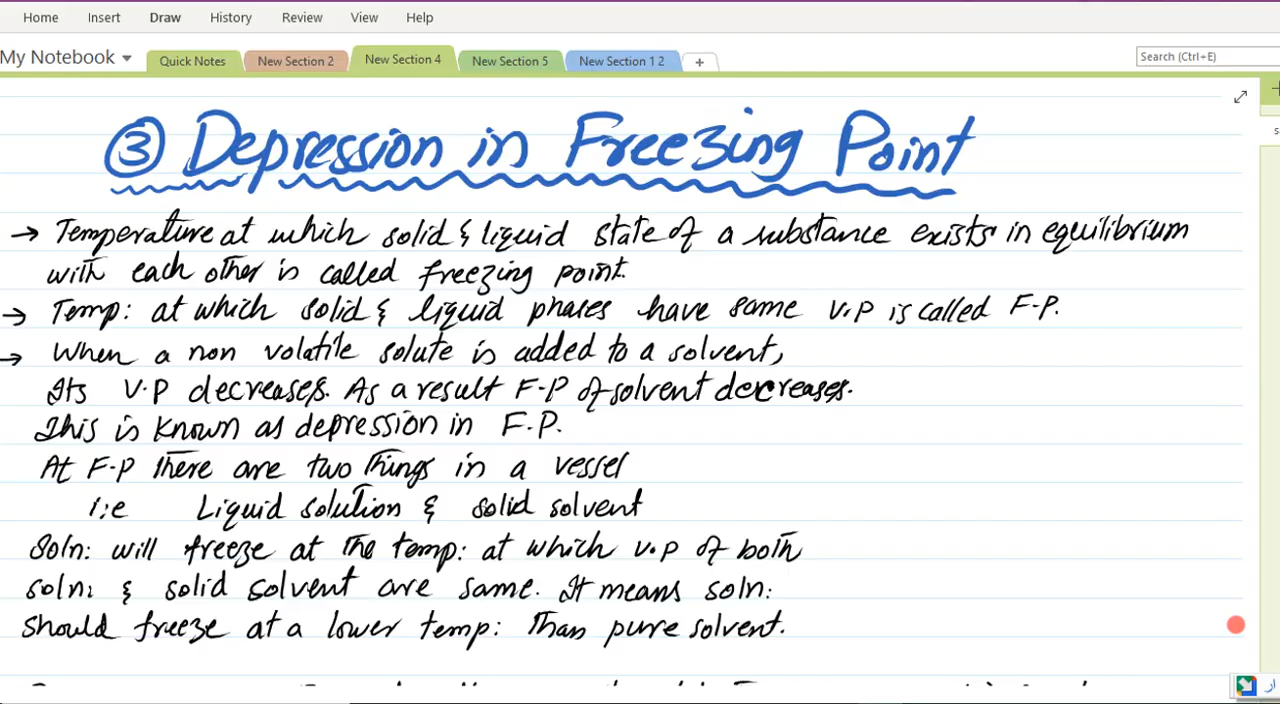 Home Insert Draw History Review View Help
My Notebook Quick Notes New Section 2 New Section 4 New Section 5 New Section 1 2 + Search (Ctrl+E)
③ Depression in Freezing Point
→ Temperature at which solid & liquid state of a substance exists in equilibrium
with each other is called freezing point.
→ Temp: at which solid & liquid phases have same V.P is called F-P.
→ When a non volatile solute is added to a solvent,
Its V.P decreases. As a result F-P of solvent decreases.
This is known as depression in F.P.
At F-P there are two things in a vessel
i.e Liquid solution & solid solvent
Soln: will freeze at the temp: at which v.p of both
soln: & solid solvent are same. It means soln:
should freeze at a lower temp: than pure solvent.